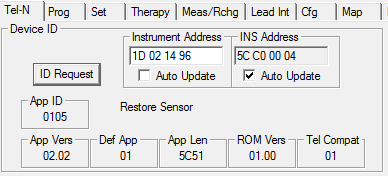 Tel-N Prog Set Therapy Meas/Rchg Lead Int Cfg Map
Device ID
Instrument Address INS Address
1D 02 14 96 5C C0 00 04
ID Request Auto Update Auto Update
App ID
0105 Restore Sensor
App Vers Def App App Len ROM Vers Tel Compat
02.02 01 5C51 01.00 01